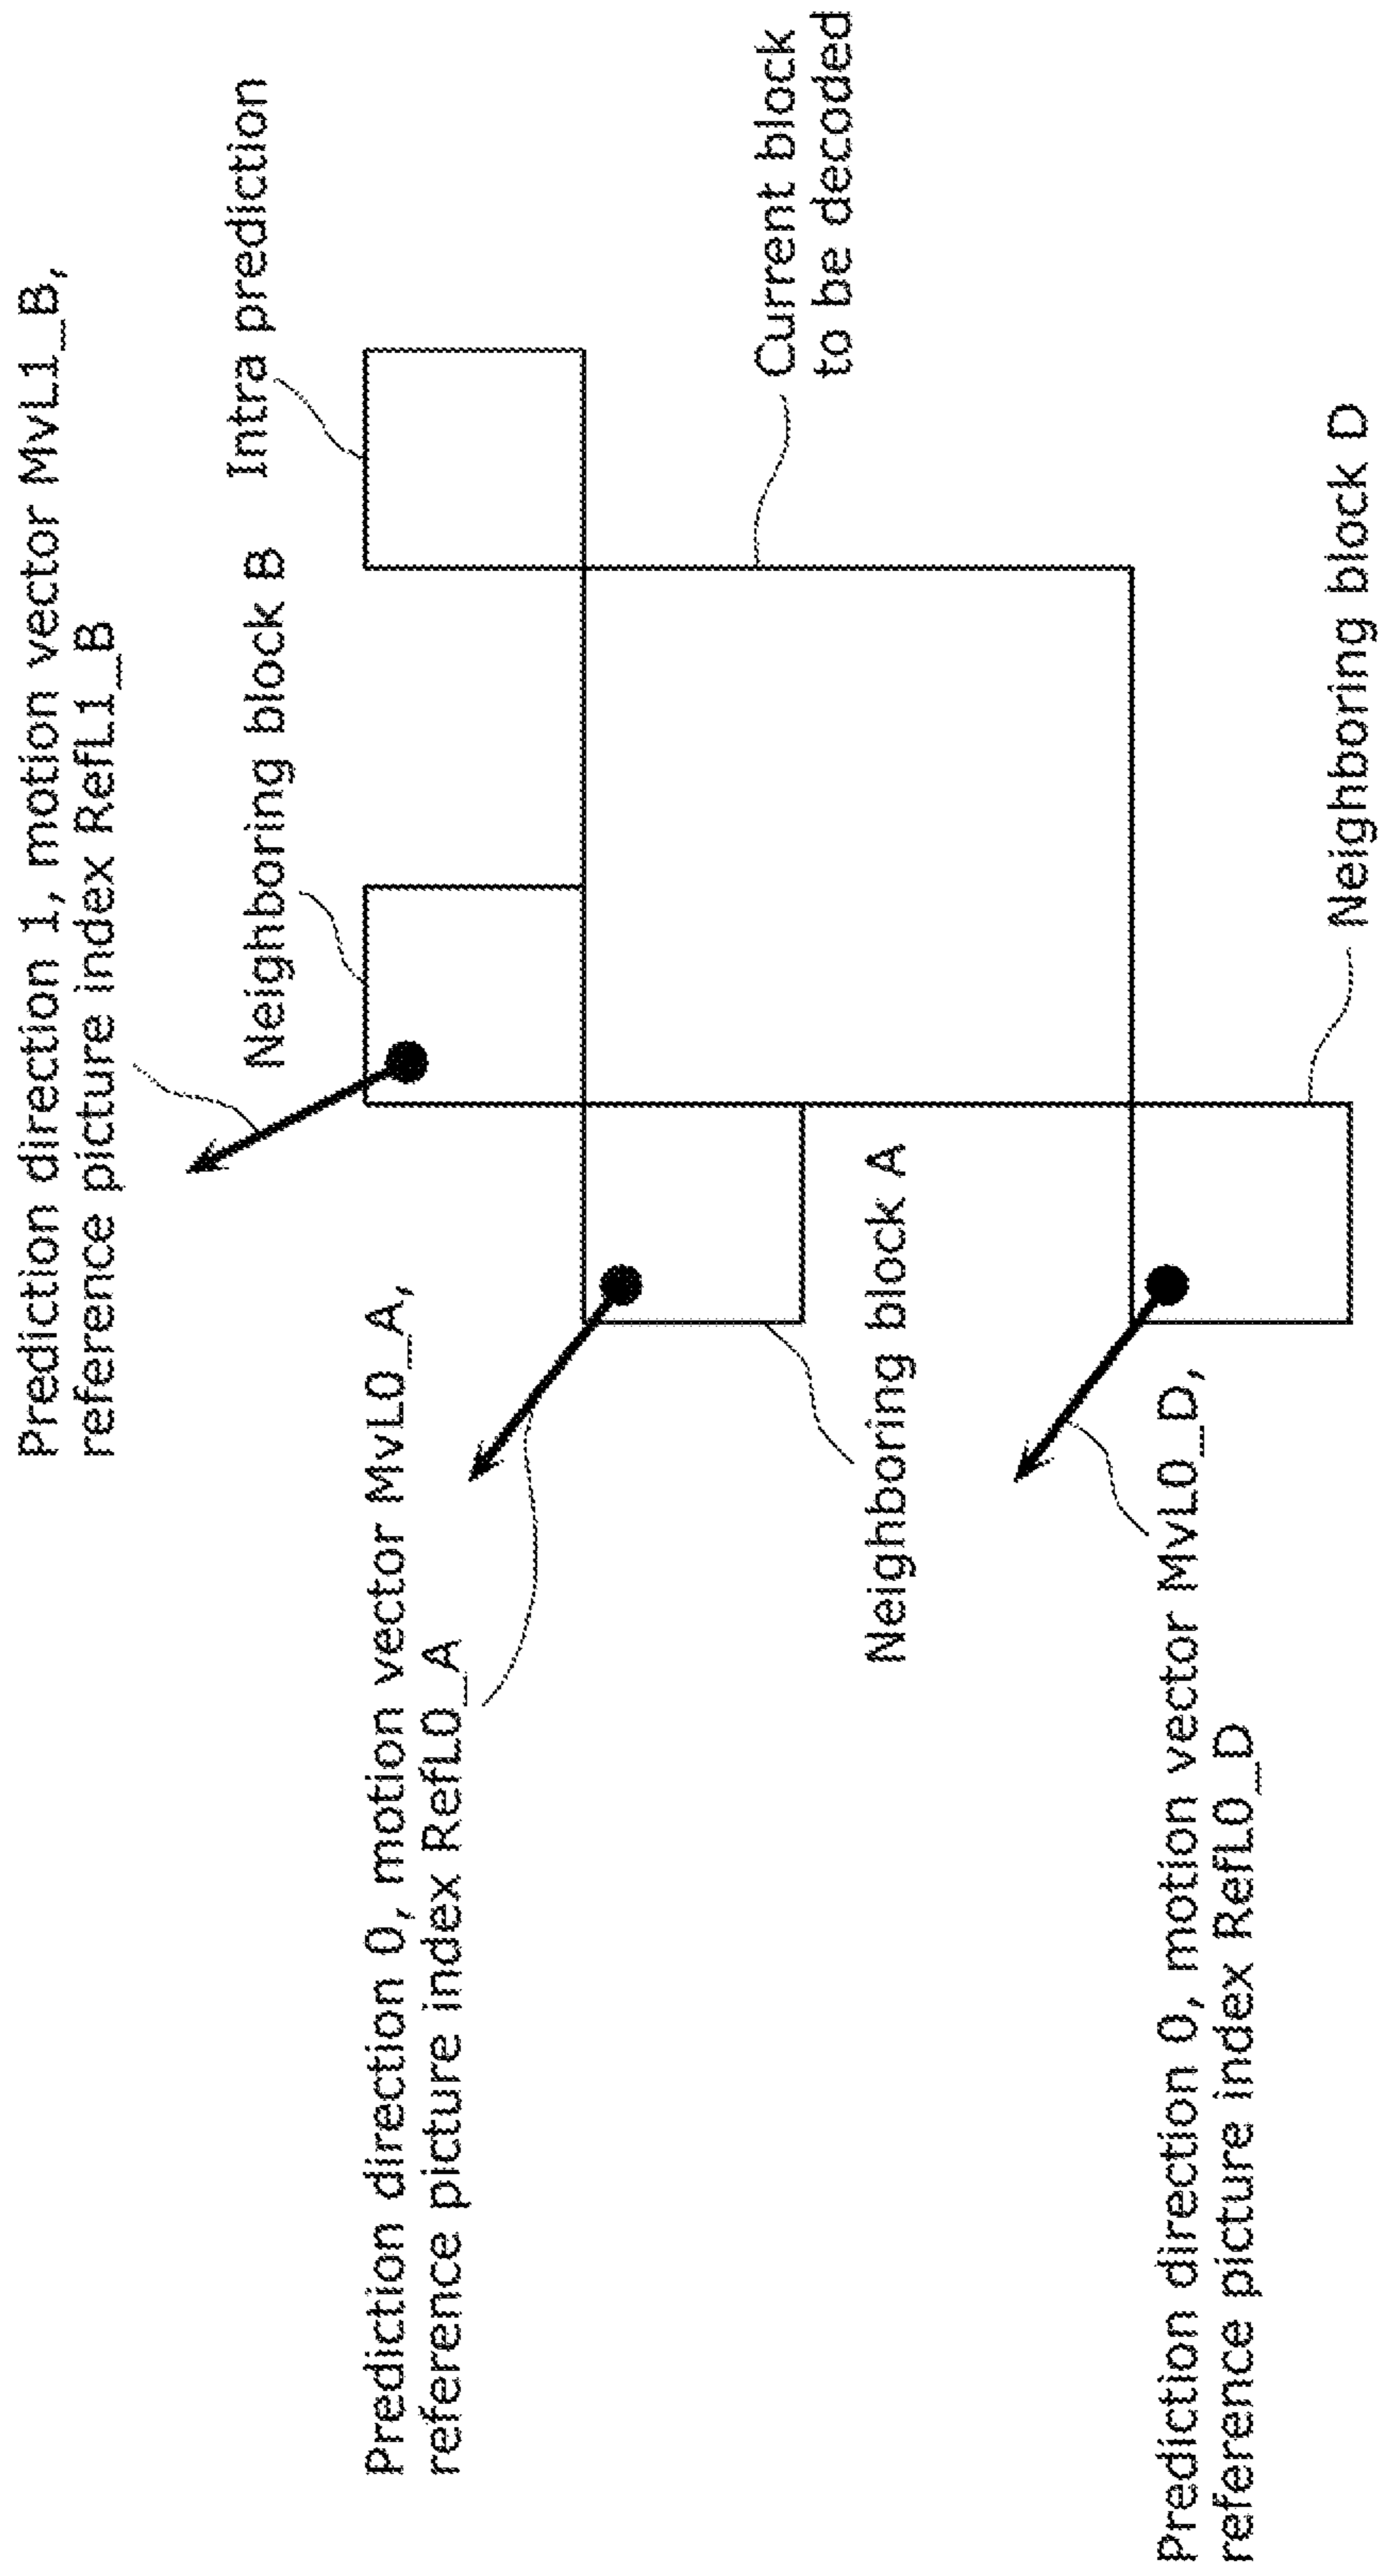 Prediction direction 1, motion vector MvL1_B,
reference picture index RefL1_B
Neighboring block B
Intra prediction
Prediction direction 0, motion vector MvL0_A,
reference picture index RefL0_A
Current block
to be decoded
Neighboring block A
Prediction direction 0, motion vector MvL0_D,
reference picture index RefL0_D
Neighboring block D